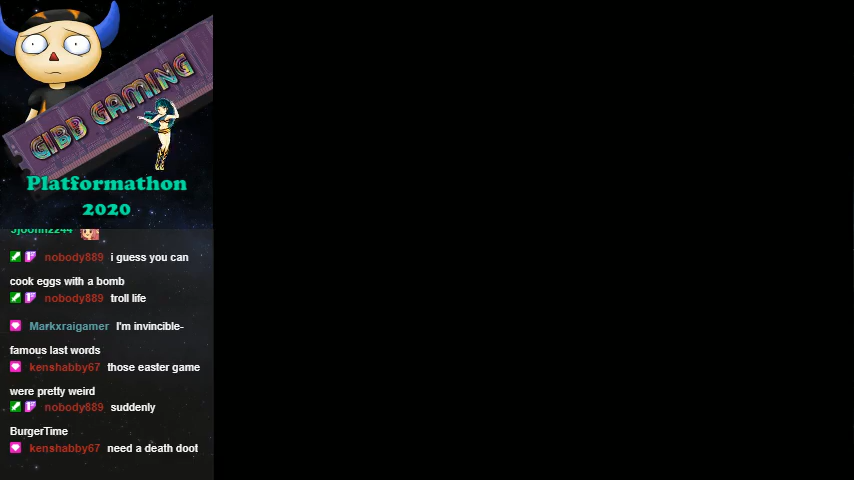 GIBB GAMING
Platformathon
2020
3joohn2244
nobody889 i guess you can
cook eggs with a bomb
nobody889 troll life
Markxraigamer I'm invincible-
famous last words
kenshabby67 those easter game
were pretty weird
nobody889 suddenly
BurgerTime
kenshabby67 need a death doot